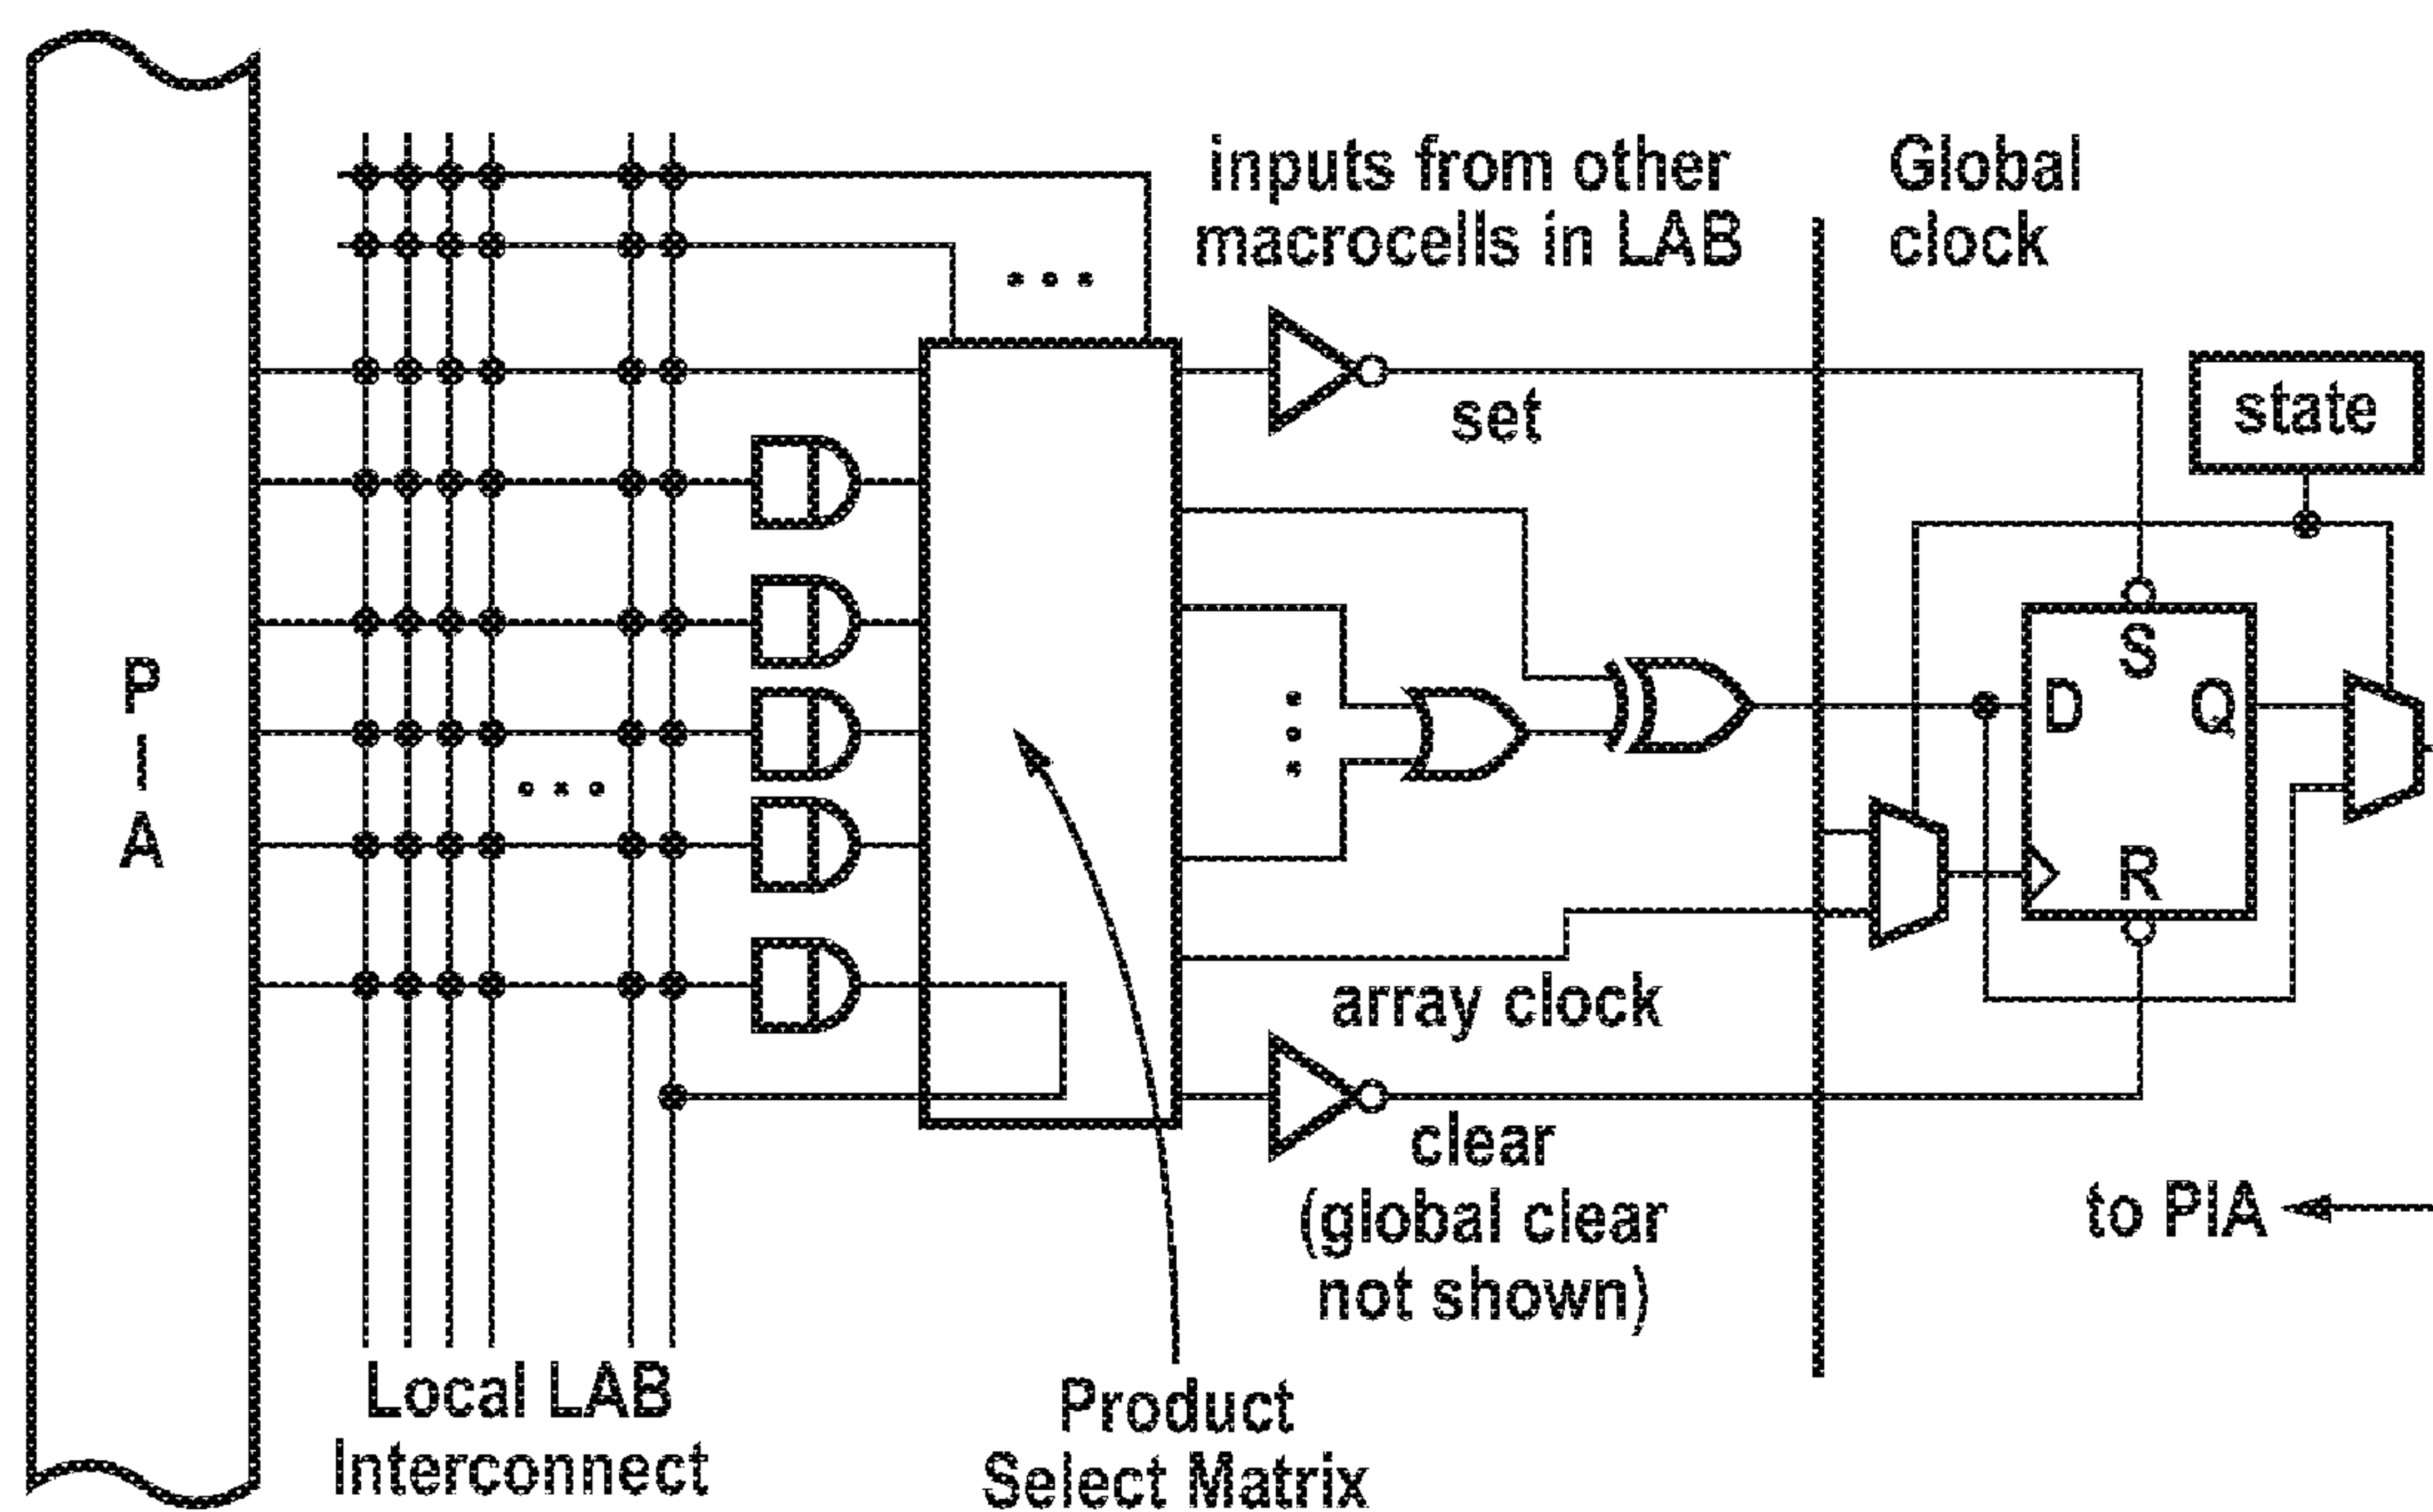 inputs from other
macrocells in LAB
Global
clock
set
state
P
I
A
S
D
Q
R
array clock
clear
(global clear
not shown)
to PIA
Local LAB
Interconnect
Product
Select Matrix